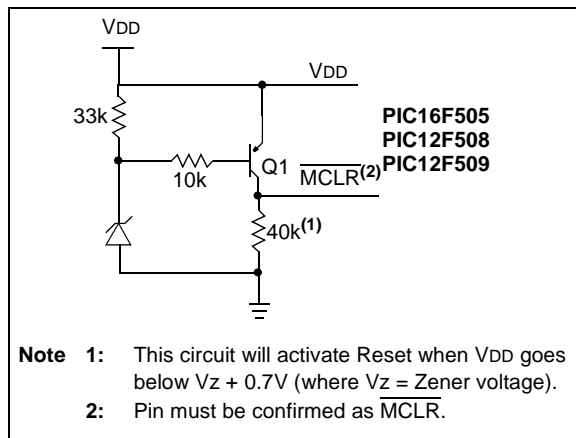 VDD
VDD
33k
PIC16F505
PIC12F508
PIC12F509
Q1
MCLR(2)
10k
40k(1)
Note 1: This circuit will activate Reset when VDD goes
below Vz + 0.7V (where Vz = Zener voltage).
2: Pin must be confirmed as MCLR.